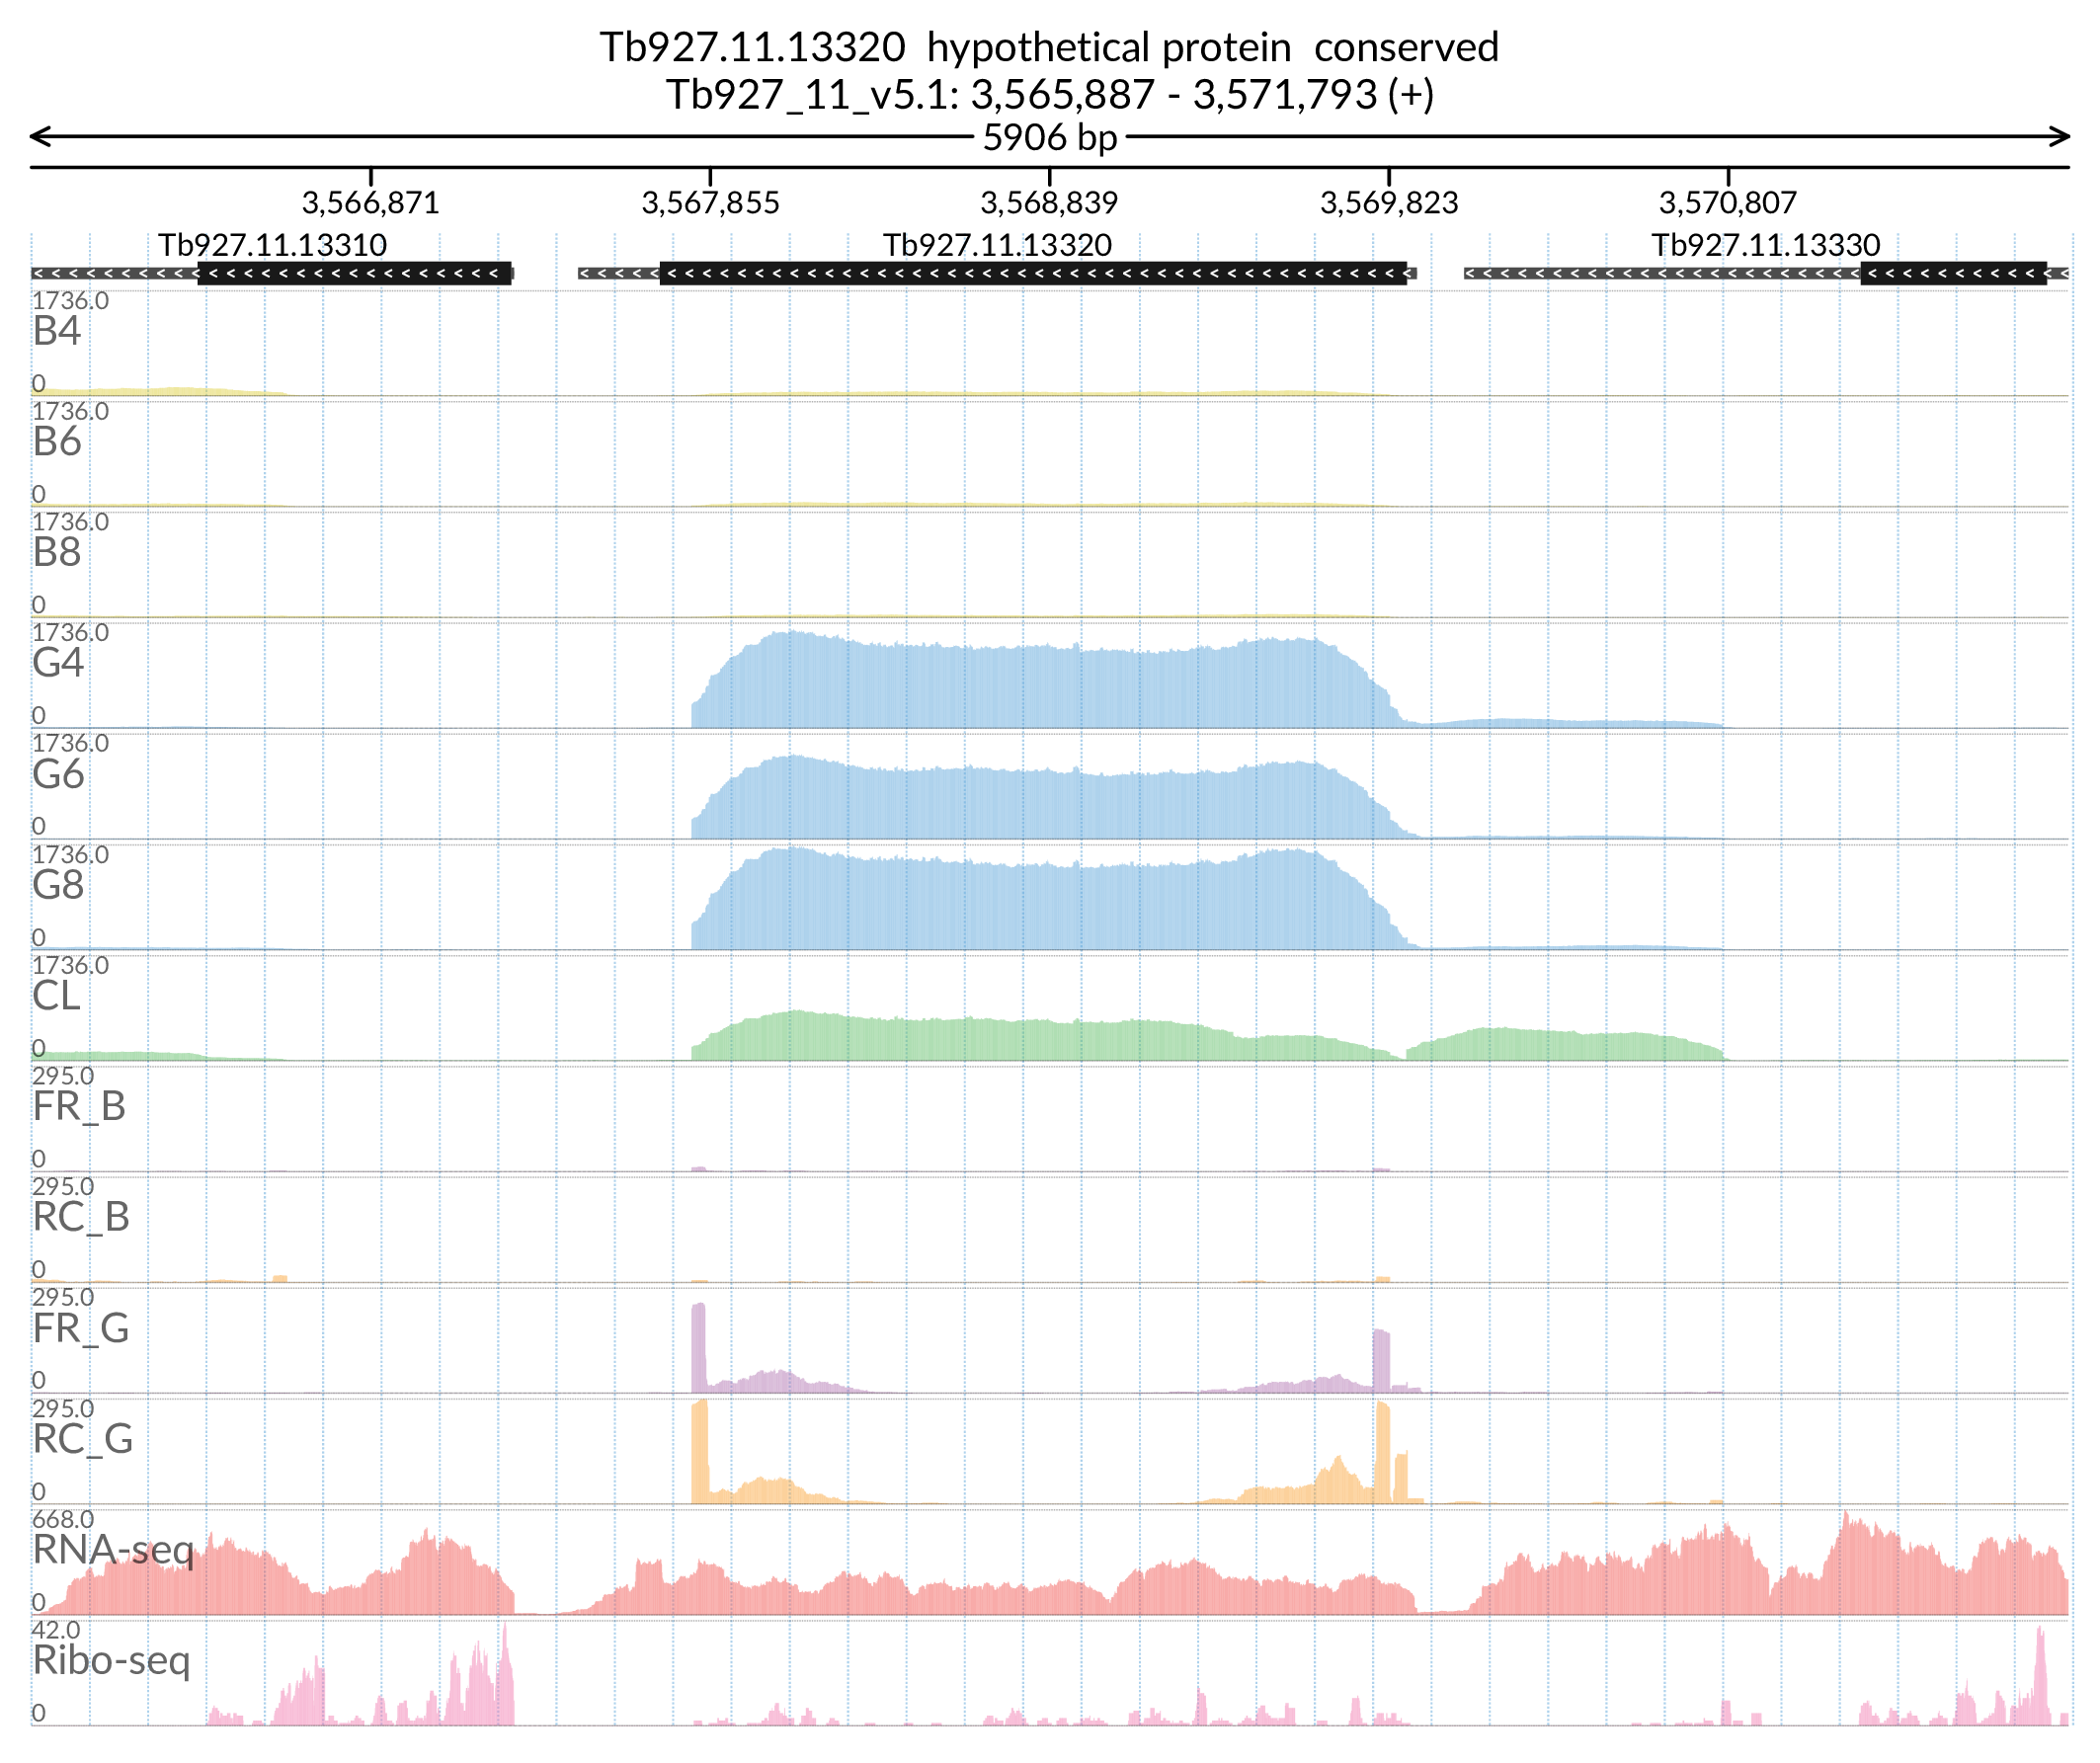 Tb927.11.13320  hypothetical protein  conserved
Tb927_11_v5.1: 3,565,887 - 3,571,793 (+)
5906 bp
3,566,871 3,567,855 3,568,839 3,569,823 3,570,807
Tb927.11.13310 Tb927.11.13320 Tb927.11.13330
1736.0
B4
0
1736.0
B6
0
1736.0
B8
0
1736.0
G4
0
1736.0
G6
0
1736.0
G8
0
1736.0
CL
0
295.0
FR_B
0
295.0
RC_B
0
295.0
FR_G
0
295.0
RC_G
0
668.0
RNA-seq
0
42.0
Ribo-seq
0